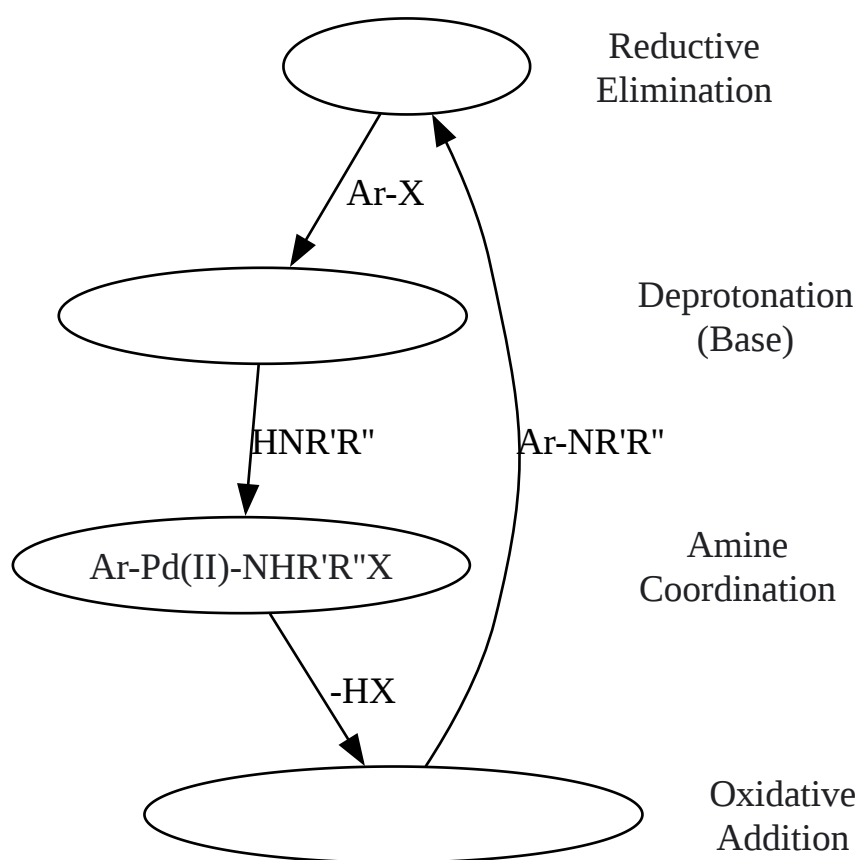 Reductive
Elimination
Ar-X
Deprotonation
(Base)
HNR'R"
Ar-NR'R"
Ar-Pd(II)-NHR'R"X
Amine
Coordination
-HX
Oxidative
Addition